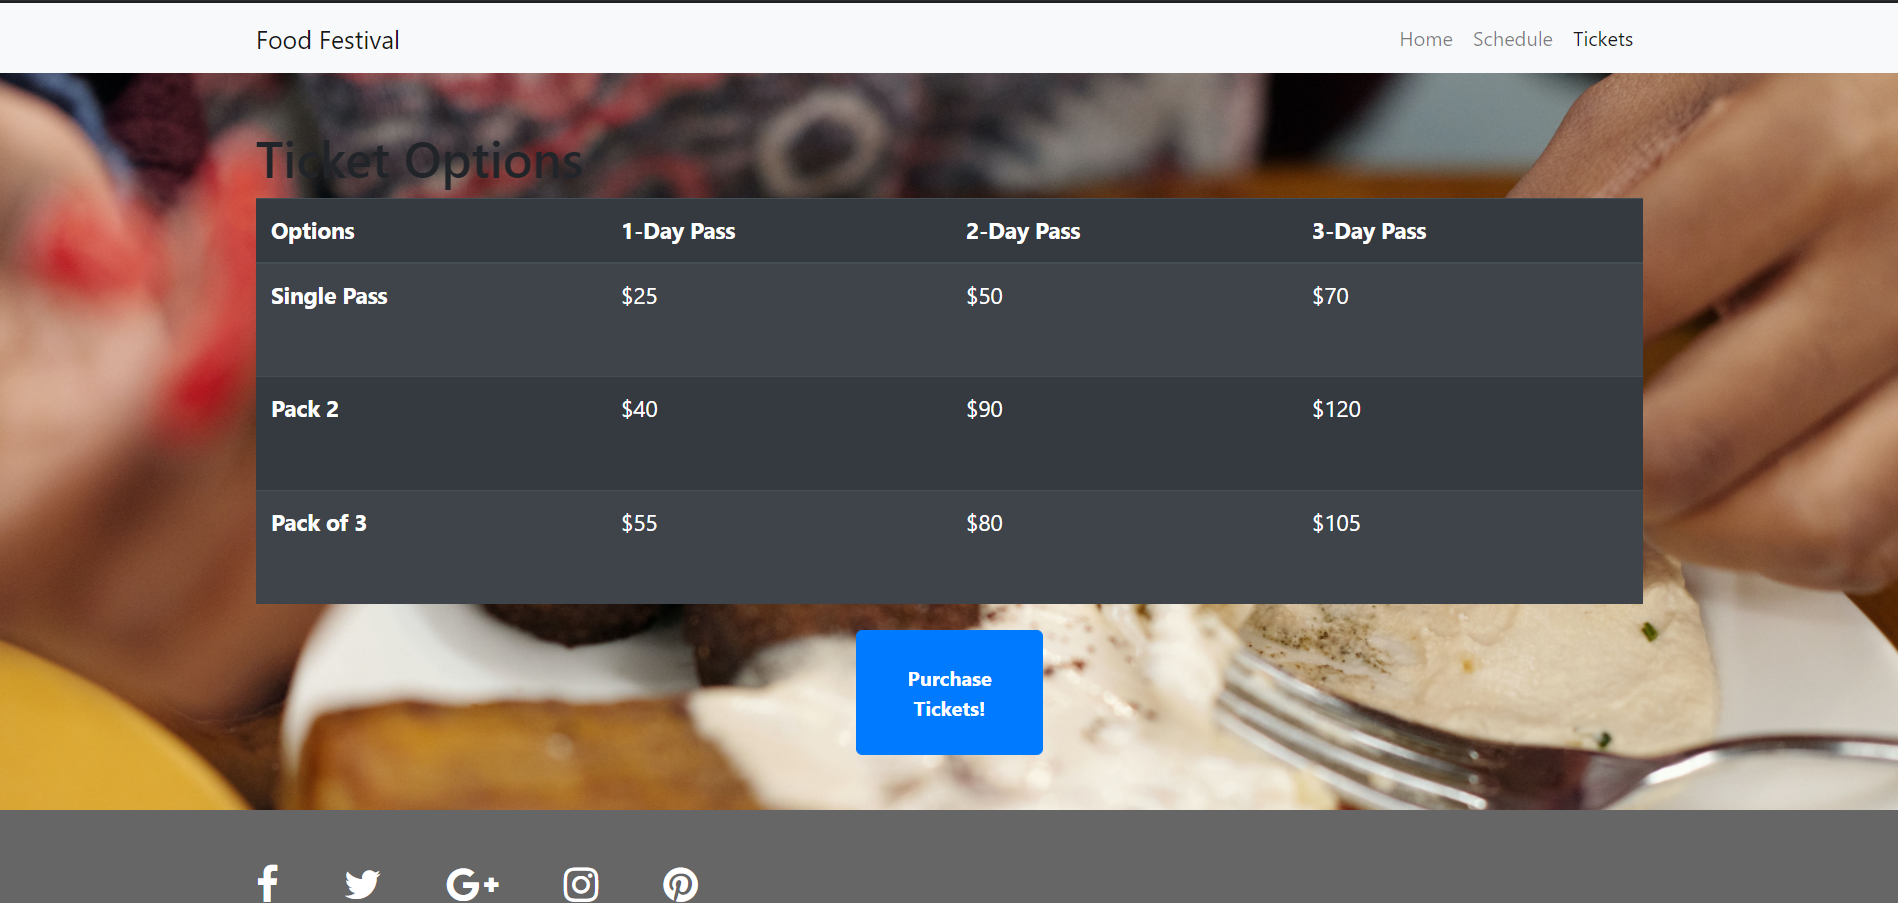 Food Festival
Home Schedule Tickets
Ticket Options
Options 1-Day Pass 2-Day Pass 3-Day Pass
Single Pass $25 $50 $70
Pack 2 $40 $90 $120
Pack of 3 $55 $80 $105
Purchase
Tickets!